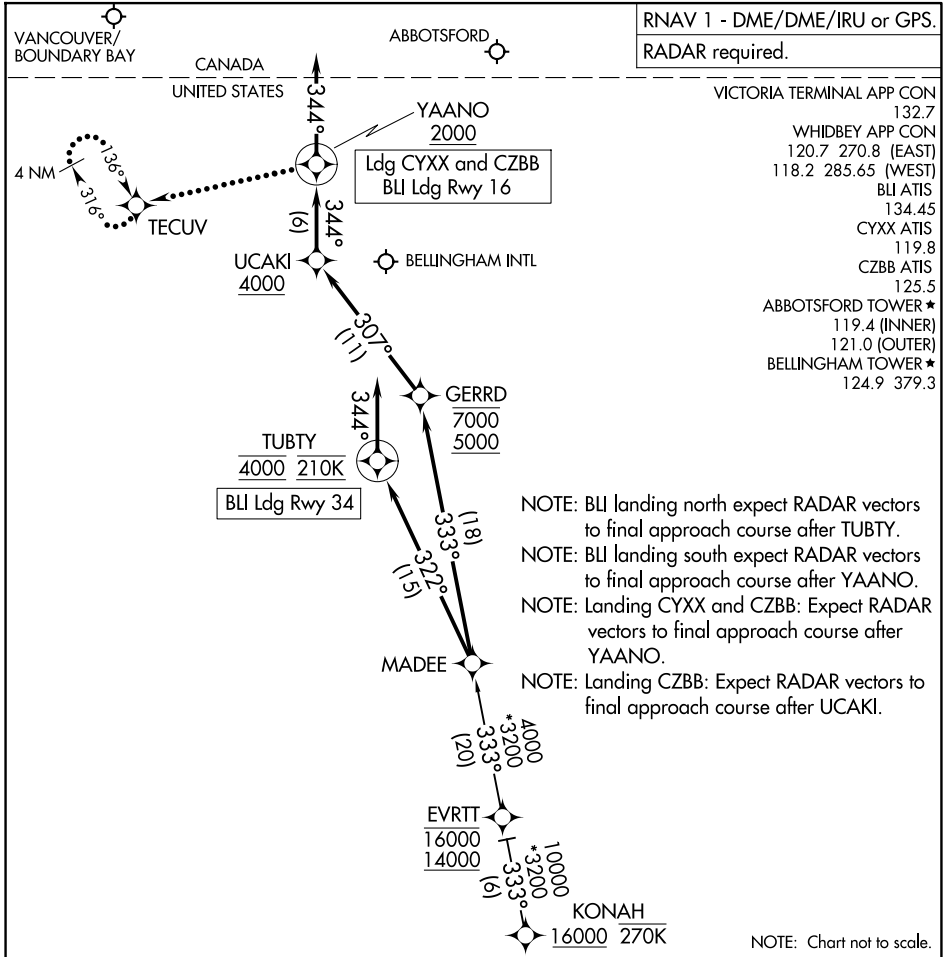 RNAV 1 - DME/DME/IRU or GPS.
RADAR required.
VANCOUVER/
BOUNDARY BAY
ABBOTSFORD
CANADA
UNITED STATES
VICTORIA TERMINAL APP CON
132.7
WHIDBEY APP CON
120.7 270.8 (EAST)
118.2 285.65 (WEST)
BLI ATIS
134.45
CYXX ATIS
119.8
CZBB ATIS
125.5
ABBOTSFORD TOWER★
119.4 (INNER)
121.0 (OUTER)
BELLINGHAM TOWER★
124.9 379.3
344°
YAANO
2000
Ldg CYXX and CZBB
BLI Ldg Rwy 16
4 NM
136°
316°
TECUV
344°
(6)
UCAKI
4000
BELLINGHAM INTL
307°
(11)
GERRD
7000
5000
344°
TUBTY
4000 210K
BLI Ldg Rwy 34
(18)
333°
322°
(15)
MADEE
NOTE: BLI landing north expect RADAR vectors
to final approach course after TUBTY.
NOTE: BLI landing south expect RADAR vectors
to final approach course after YAANO.
NOTE: Landing CYXX and CZBB: Expect RADAR
vectors to final approach course after
YAANO.
NOTE: Landing CZBB: Expect RADAR vectors to
final approach course after UCAKI.
4000
*3200
333°
(20)
EVRTT
16000
14000
10000
*3200
333°
(6)
KONAH
16000 270K
NOTE: Chart not to scale.